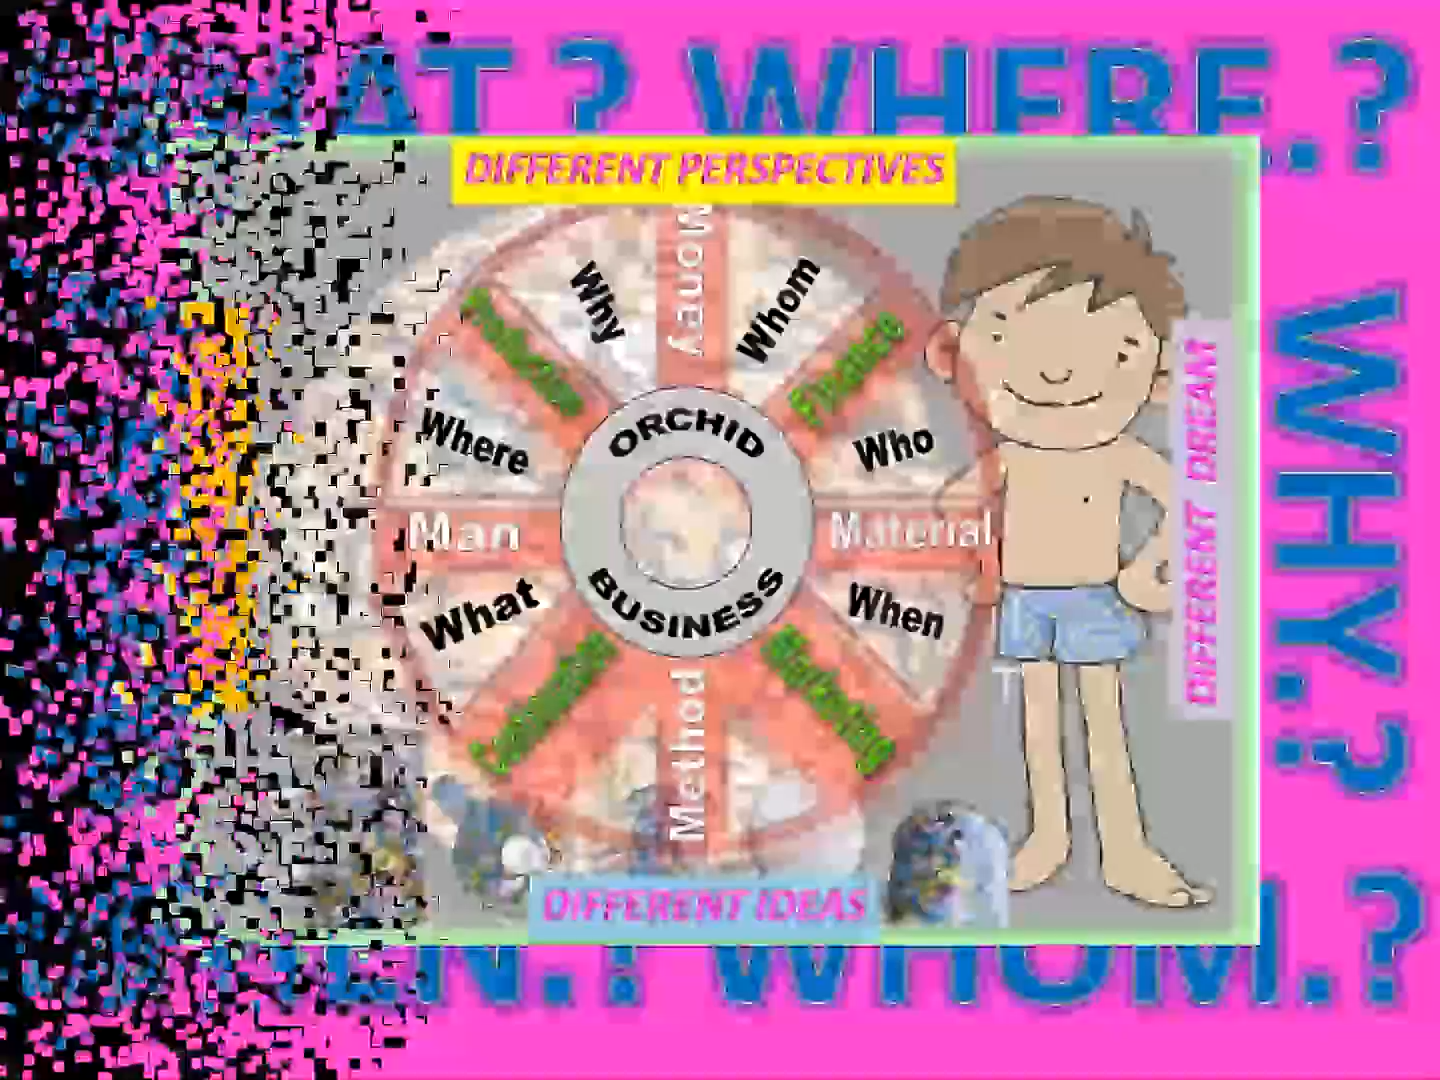 AT ? WHERE.?
DIFFERENT PERSPECTIVES
Money
Why
Whom
Finance
Where
Who
ORCHID
Man
Material
BUSINESS
What
When
Method
WHY.?
DIFFERENT DREAM
DIFFERENT IDEAS
EN.? WHOM.?